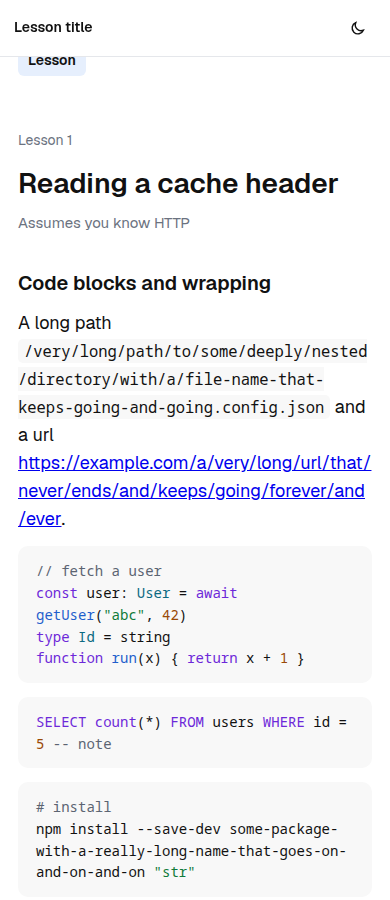 Lesson title
Lesson
Lesson 1
Reading a cache header
Assumes you know HTTP
Code blocks and wrapping
A long path
/very/long/path/to/some/deeply/nested
/directory/with/a/file-name-that-
keeps-going-and-going.config.json and
a url
https://example.com/a/very/long/url/that/
never/ends/and/keeps/going/forever/and
/ever.
// fetch a user
const user: User = await
getUser("abc", 42)
type Id = string
function run(x) { return x + 1 }
SELECT count(*) FROM users WHERE id =
5 -- note
# install
npm install --save-dev some-package-
with-a-really-long-name-that-goes-on-
and-on-and-on "str"